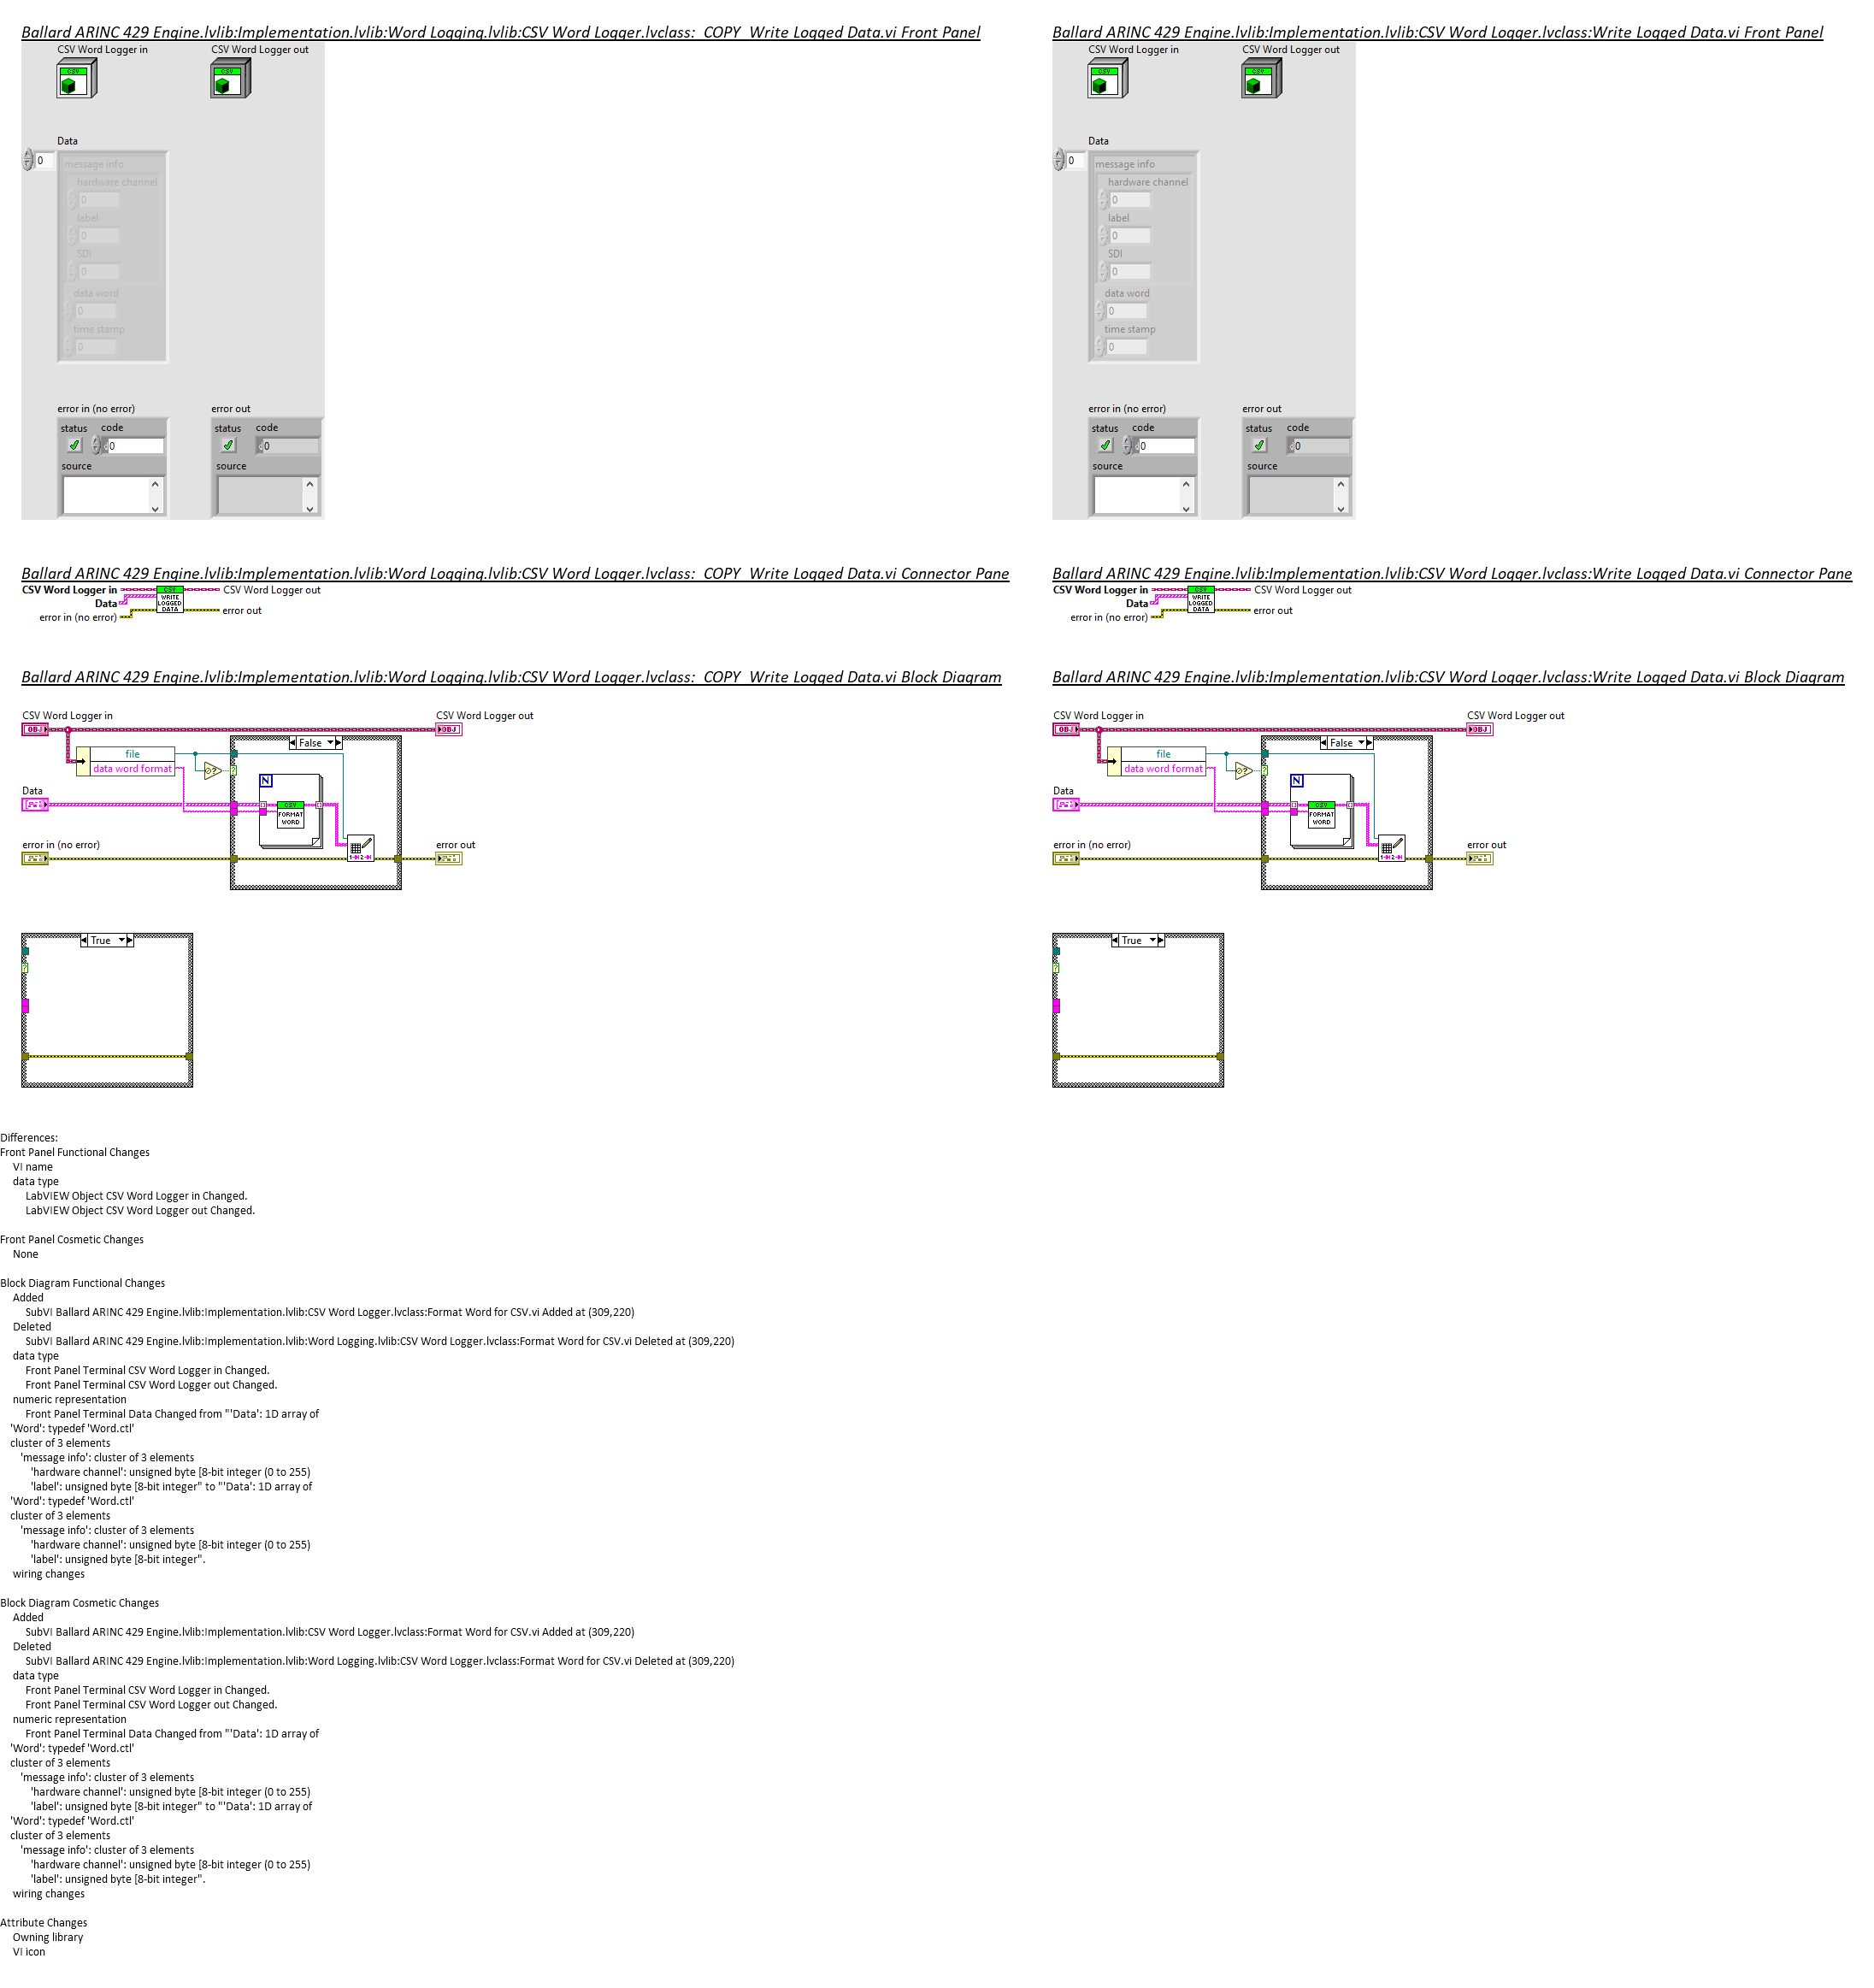 Ballard ARINC 429 Engine.lvlib:Implementation.lvlib:Word Logging.lvlib:CSV Word Logger.lvclass:  COPY  Write Logged Data.vi Front Panel
CSV Word Logger in
CSV Word Logger out
CSV
CSV
Data
0
message info
hardware channel
0
label
0
SDI
0
data word
0
time stamp
0
error in (no error)
error out
status
code
status
code
0
0
source
source
Ballard ARINC 429 Engine.lvlib:Implementation.lvlib:CSV Word Logger.lvclass:Write Logged Data.vi Front Panel
CSV Word Logger in
CSV Word Logger out
CSV
CSV
Data
0
message info
hardware channel
0
label
0
SDI
0
data word
0
time stamp
0
error in (no error)
error out
status
code
status
code
0
0
source
source
Ballard ARINC 429 Engine.lvlib:Implementation.lvlib:Word Logging.lvlib:CSV Word Logger.lvclass:  COPY  Write Logged Data.vi Connector Pane
CSV Word Logger in
CSV
CSV Word Logger out
Data
WRITE
LOGGED
DATA
error in (no error)
error out
Ballard ARINC 429 Engine.lvlib:Implementation.lvlib:CSV Word Logger.lvclass:Write Logged Data.vi Connector Pane
CSV Word Logger in
CSV
CSV Word Logger out
Data
WRITE
LOGGED
DATA
error in (no error)
error out
Ballard ARINC 429 Engine.lvlib:Implementation.lvlib:Word Logging.lvlib:CSV Word Logger.lvclass:  COPY  Write Logged Data.vi Block Diagram
CSV Word Logger in
CSV Word Logger out
OBJ
OBJ
False
file
data word format
?
N
Data
CSV
FORMAT
WORD
error in (no error)
error out
True
?
Ballard ARINC 429 Engine.lvlib:Implementation.lvlib:CSV Word Logger.lvclass:Write Logged Data.vi Block Diagram
CSV Word Logger in
CSV Word Logger out
OBJ
OBJ
False
file
data word format
?
N
Data
CSV
FORMAT
WORD
error in (no error)
error out
True
?
Differences:
Front Panel Functional Changes
VI name
data type
LabVIEW Object CSV Word Logger in Changed.
LabVIEW Object CSV Word Logger out Changed.
Front Panel Cosmetic Changes
None
Block Diagram Functional Changes
Added
SubVI Ballard ARINC 429 Engine.lvlib:Implementation.lvlib:CSV Word Logger.lvclass:Format Word for CSV.vi Added at (309,220)
Deleted
SubVI Ballard ARINC 429 Engine.lvlib:Implementation.lvlib:Word Logging.lvlib:CSV Word Logger.lvclass:Format Word for CSV.vi Deleted at (309,220)
data type
Front Panel Terminal CSV Word Logger in Changed.
Front Panel Terminal CSV Word Logger out Changed.
numeric representation
Front Panel Terminal Data Changed from "'Data': 1D array of
'Word': typedef 'Word.ctl'
cluster of 3 elements
'message info': cluster of 3 elements
'hardware channel': unsigned byte [8-bit integer (0 to 255)
'label': unsigned byte [8-bit integer" to "'Data': 1D array of
'Word': typedef 'Word.ctl'
cluster of 3 elements
'message info': cluster of 3 elements
'hardware channel': unsigned byte [8-bit integer (0 to 255)
'label': unsigned byte [8-bit integer".
wiring changes
Block Diagram Cosmetic Changes
Added
SubVI Ballard ARINC 429 Engine.lvlib:Implementation.lvlib:CSV Word Logger.lvclass:Format Word for CSV.vi Added at (309,220)
Deleted
SubVI Ballard ARINC 429 Engine.lvlib:Implementation.lvlib:Word Logging.lvlib:CSV Word Logger.lvclass:Format Word for CSV.vi Deleted at (309,220)
data type
Front Panel Terminal CSV Word Logger in Changed.
Front Panel Terminal CSV Word Logger out Changed.
numeric representation
Front Panel Terminal Data Changed from "'Data': 1D array of
'Word': typedef 'Word.ctl'
cluster of 3 elements
'message info': cluster of 3 elements
'hardware channel': unsigned byte [8-bit integer (0 to 255)
'label': unsigned byte [8-bit integer" to "'Data': 1D array of
'Word': typedef 'Word.ctl'
cluster of 3 elements
'message info': cluster of 3 elements
'hardware channel': unsigned byte [8-bit integer (0 to 255)
'label': unsigned byte [8-bit integer".
wiring changes
Attribute Changes
Owning library
VI icon